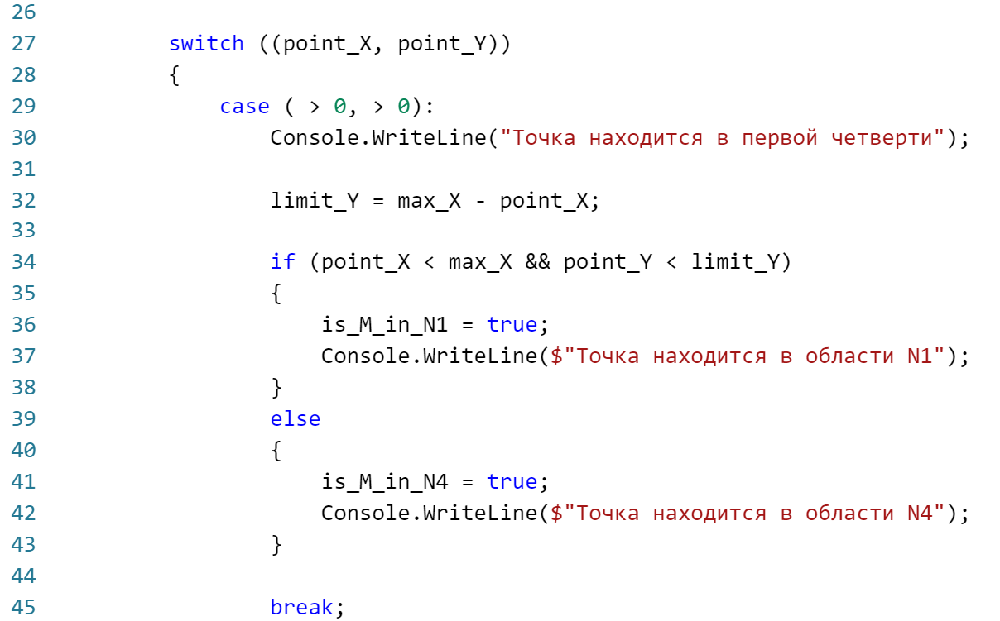 26
27 switch ((point_X, point_Y))
28 {
29 case ( > 0, > 0):
30 Console.WriteLine("Точка находится в первой четверти");
31
32 limit_Y = max_X - point_X;
33
34 if (point_X < max_X && point_Y < limit_Y)
35 {
36 is_M_in_N1 = true;
37 Console.WriteLine($"Точка находится в области N1");
38 }
39 else
40 {
41 is_M_in_N4 = true;
42 Console.WriteLine($"Точка находится в области N4");
43 }
44
45 break;